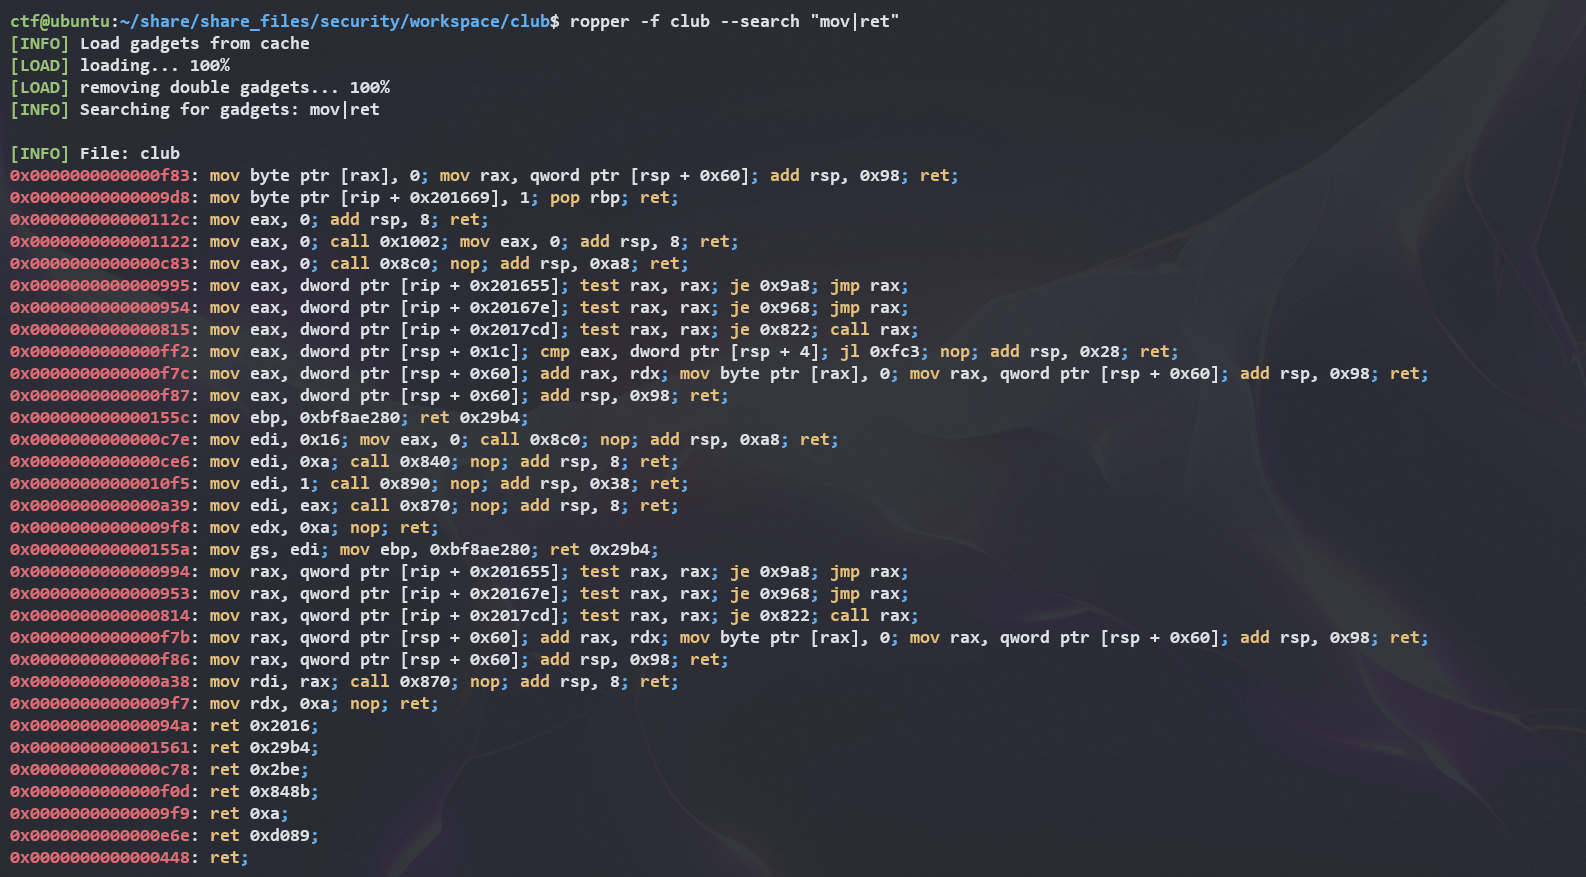 ctf@ubuntu:~/share/share_files/security/workspace/club$ ropper -f club --search "mov|ret"
[INFO] Load gadgets from cache
[LOAD] loading... 100%
[LOAD] removing double gadgets... 100%
[INFO] Searching for gadgets: mov|ret
[INFO] File: club
0x0000000000000f83: mov byte ptr [rax], 0; mov rax, qword ptr [rsp + 0x60]; add rsp, 0x98; ret;
0x00000000000009d8: mov byte ptr [rip + 0x201669], 1; pop rbp; ret;
0x000000000000112c: mov eax, 0; add rsp, 8; ret;
0x0000000000001122: mov eax, 0; call 0x1002; mov eax, 0; add rsp, 8; ret;
0x0000000000000c83: mov eax, 0; call 0x8c0; nop; add rsp, 0xa8; ret;
0x0000000000000995: mov eax, dword ptr [rip + 0x201655]; test rax, rax; je 0x9a8; jmp rax;
0x0000000000000954: mov eax, dword ptr [rip + 0x20167e]; test rax, rax; je 0x968; jmp rax;
0x0000000000000815: mov eax, dword ptr [rip + 0x2017cd]; test rax, rax; je 0x822; call rax;
0x0000000000000ff2: mov eax, dword ptr [rsp + 0x1c]; cmp eax, dword ptr [rsp + 4]; jl 0xfc3; nop; add rsp, 0x28; ret;
0x0000000000000f7c: mov eax, dword ptr [rsp + 0x60]; add rax, rdx; mov byte ptr [rax], 0; mov rax, qword ptr [rsp + 0x60]; add rsp, 0x98; ret;
0x0000000000000f87: mov eax, dword ptr [rsp + 0x60]; add rsp, 0x98; ret;
0x000000000000155c: mov ebp, 0xbf8ae280; ret 0x29b4;
0x0000000000000c7e: mov edi, 0x16; mov eax, 0; call 0x8c0; nop; add rsp, 0xa8; ret;
0x0000000000000ce6: mov edi, 0xa; call 0x840; nop; add rsp, 8; ret;
0x00000000000010f5: mov edi, 1; call 0x890; nop; add rsp, 0x38; ret;
0x0000000000000a39: mov edi, eax; call 0x870; nop; add rsp, 8; ret;
0x00000000000009f8: mov edx, 0xa; nop; ret;
0x000000000000155a: mov gs, edi; mov ebp, 0xbf8ae280; ret 0x29b4;
0x0000000000000994: mov rax, qword ptr [rip + 0x201655]; test rax, rax; je 0x9a8; jmp rax;
0x0000000000000953: mov rax, qword ptr [rip + 0x20167e]; test rax, rax; je 0x968; jmp rax;
0x0000000000000814: mov rax, qword ptr [rip + 0x2017cd]; test rax, rax; je 0x822; call rax;
0x0000000000000f7b: mov rax, qword ptr [rsp + 0x60]; add rax, rdx; mov byte ptr [rax], 0; mov rax, qword ptr [rsp + 0x60]; add rsp, 0x98; ret;
0x0000000000000f86: mov rax, qword ptr [rsp + 0x60]; add rsp, 0x98; ret;
0x0000000000000a38: mov rdi, rax; call 0x870; nop; add rsp, 8; ret;
0x00000000000009f7: mov rdx, 0xa; nop; ret;
0x000000000000094a: ret 0x2016;
0x0000000000001561: ret 0x29b4;
0x0000000000000c78: ret 0x2be;
0x0000000000000f0d: ret 0x848b;
0x00000000000009f9: ret 0xa;
0x0000000000000e6e: ret 0xd089;
0x0000000000000448: ret;